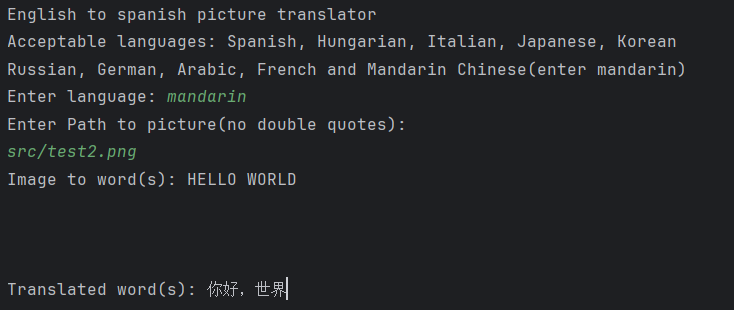 English to spanish picture translator
Acceptable languages: Spanish, Hungarian, Italian, Japanese, Korean
Russian, German, Arabic, French and Mandarin Chinese(enter mandarin)
Enter language: mandarin
Enter Path to picture(no double quotes):
src/test2.png
Image to word(s): HELLO WORLD
Translated word(s): 你好，世界